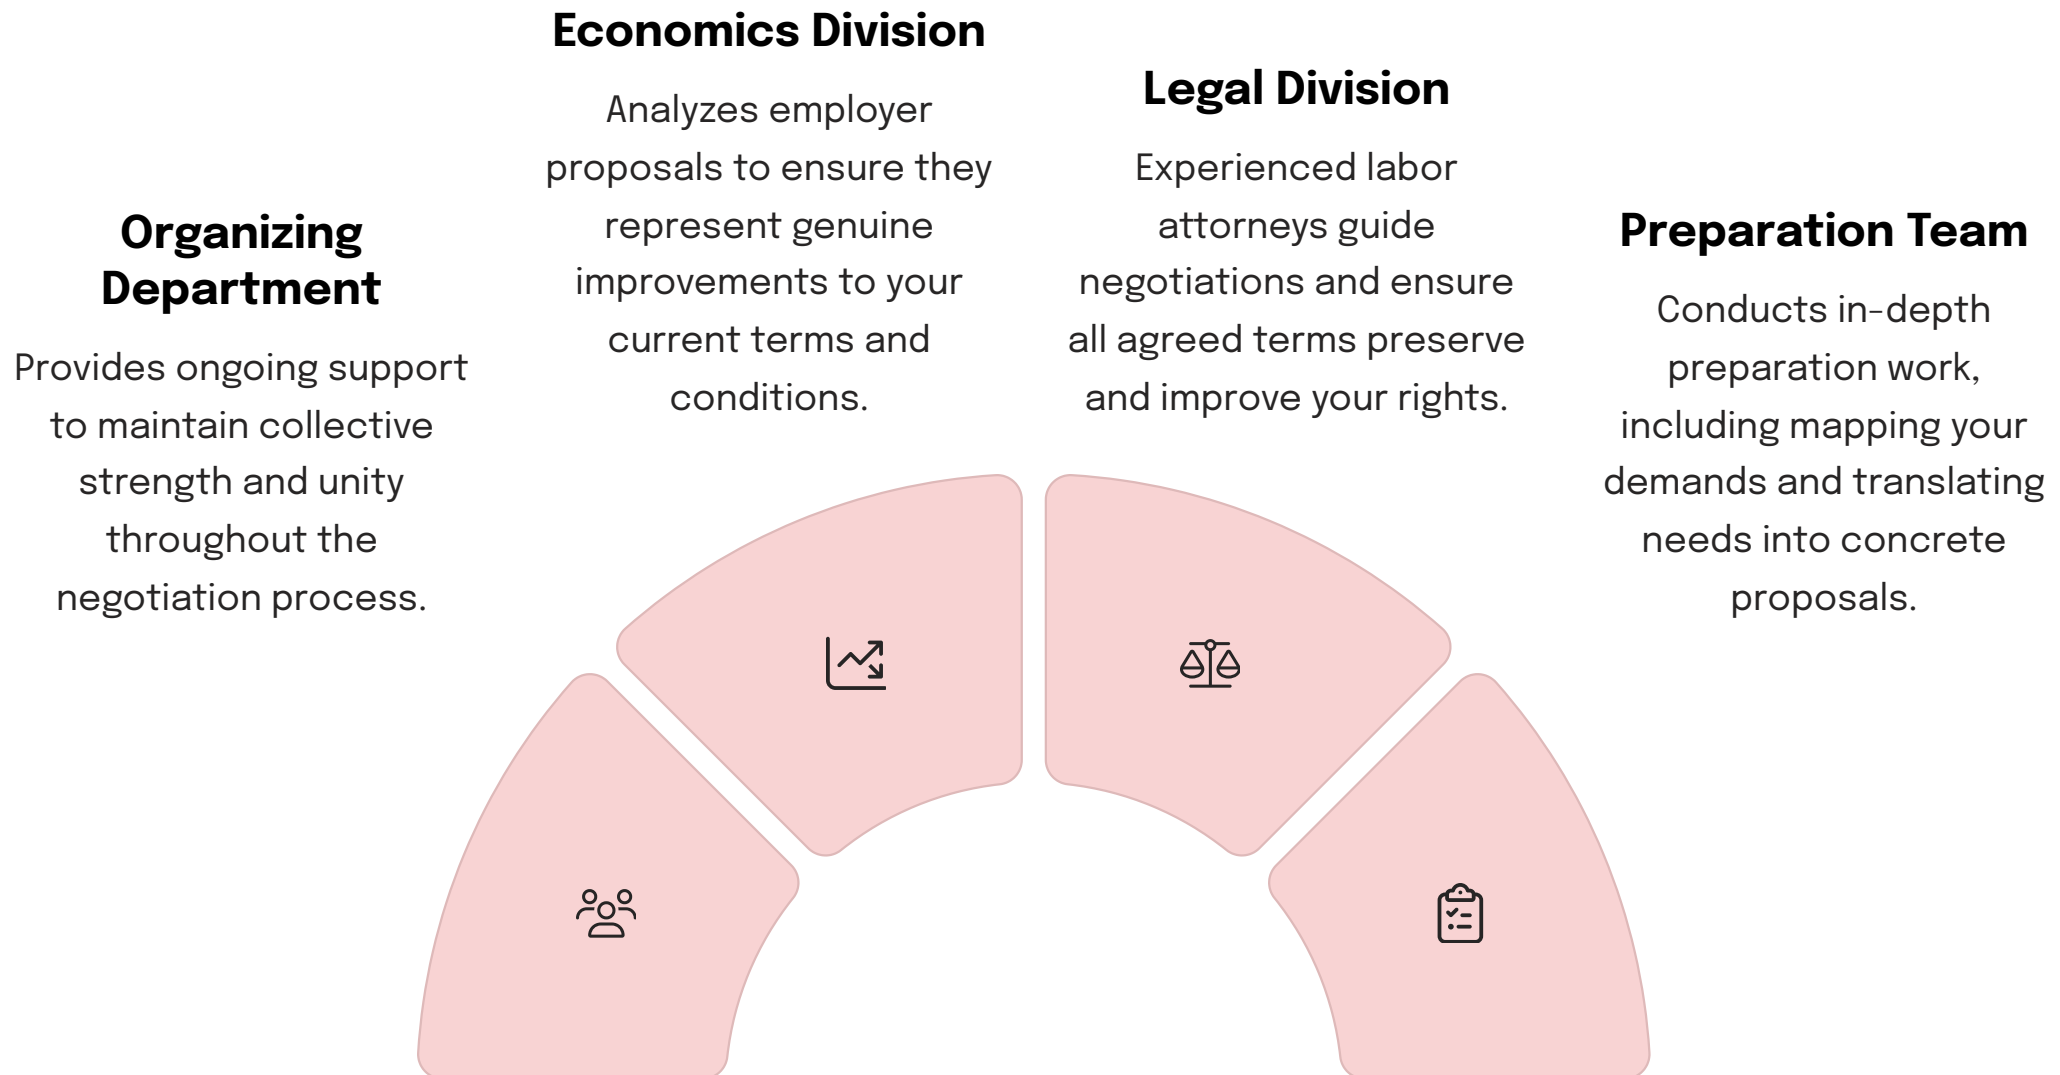 Organizing
Department
Provides ongoing support
to maintain collective
strength and unity
throughout the
negotiation process.
Economics Division
Analyzes employer
proposals to ensure they
represent genuine
improvements to your
current terms and
conditions.
Legal Division
Experienced labor
attorneys guide
negotiations and ensure
all agreed terms preserve
and improve your rights.
Preparation Team
Conducts in-depth
preparation work,
including mapping your
demands and translating
needs into concrete
proposals.